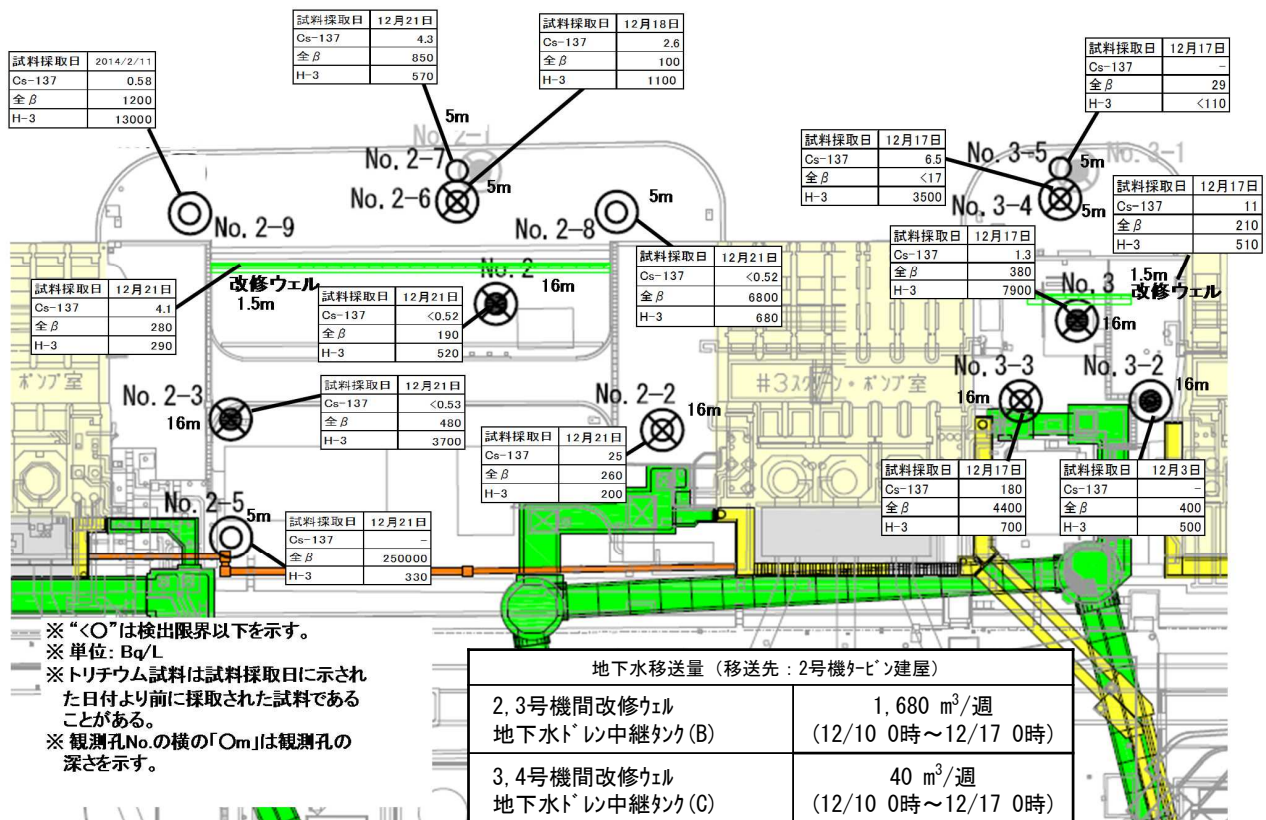 試料採取日 12月21日
Cs-137 4.3
全β 850
H-3 570
試料採取日 12月18日
Cs-137 2.6
全β 100
H-3 1100
試料採取日 2014/2/11
Cs-137 0.58
全β 1200
H-3 13000
試料採取日 12月17日
Cs-137 -
全β 29
H-3 <110
5m
No. 2-1
No. 2-7
No. 2-6
5m
No. 2-9
No. 2-8
5m
試料採取日 12月17日
Cs-137 6.5
全β <17
H-3 3500
No. 3-5
5m
No. 3-1
No. 3-4
5m
試料採取日 12月17日
Cs-137 11
全β 210
H-3 510
試料採取日 12月17日
Cs-137 1.3
全β 380
H-3 7900
試料採取日 12月21日
Cs-137 <0.52
全β 6800
H-3 680
No. 2
16m
改修ウェル
1.5m
試料採取日 12月21日
Cs-137 4.1
全β 280
H-3 290
試料採取日 12月21日
Cs-137 <0.52
全β 190
H-3 520
No. 3
16m
1.5m
改修ウェル
ポンプ室
No. 2-3
16m
試料採取日 12月21日
Cs-137 <0.53
全β 480
H-3 3700
No. 2-2
16m
#3スクリーン・ポンプ室
No. 3-3
16m
No. 3-2
16m
試料採取日 12月21日
Cs-137 25
全β 260
H-3 200
試料採取日 12月17日
Cs-137 180
全β 4400
H-3 700
試料採取日 12月3日
Cs-137 -
全β 400
H-3 500
No. 2-5
5m
試料採取日 12月21日
Cs-137 -
全β 250000
H-3 330
※ “<○”は検出限界以下を示す。
※ 単位: Bq/L
※ トリチウム試料は試料採取日に示され
た日付より前に採取された試料である
ことがある。
※ 観測孔No.の横の「○m」は観測孔の
深さを示す。
地下水移送量 (移送先:2号機タービン建屋)
2,3号機間改修ウェル
地下水ドレン中継タンク(B)
1,680 m³/週
(12/10 0時~12/17 0時)
3,4号機間改修ウェル
地下水ドレン中継タンク(C)
40 m³/週
(12/10 0時~12/17 0時)